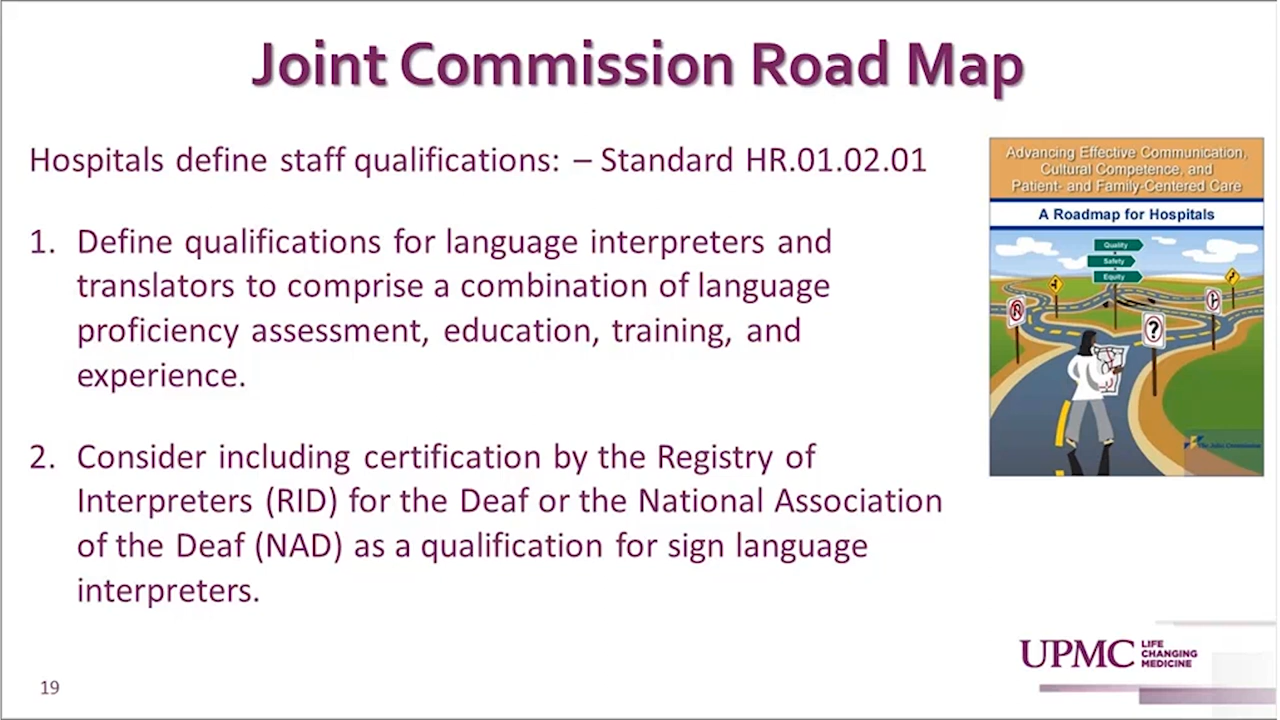 Joint Commission Road Map
Hospitals define staff qualifications: – Standard HR.01.02.01
1. Define qualifications for language interpreters and
translators to comprise a combination of language
proficiency assessment, education, training, and
experience.
2. Consider including certification by the Registry of
Interpreters (RID) for the Deaf or the National Association
of the Deaf (NAD) as a qualification for sign language
interpreters.
Advancing Effective Communication,
Cultural Competence, and
Patient- and Family-Centered Care
A Roadmap for Hospitals
Quality
Safety
Equity
?
The Joint Commission
UPMC
LIFE
CHANGING
MEDICINE
19